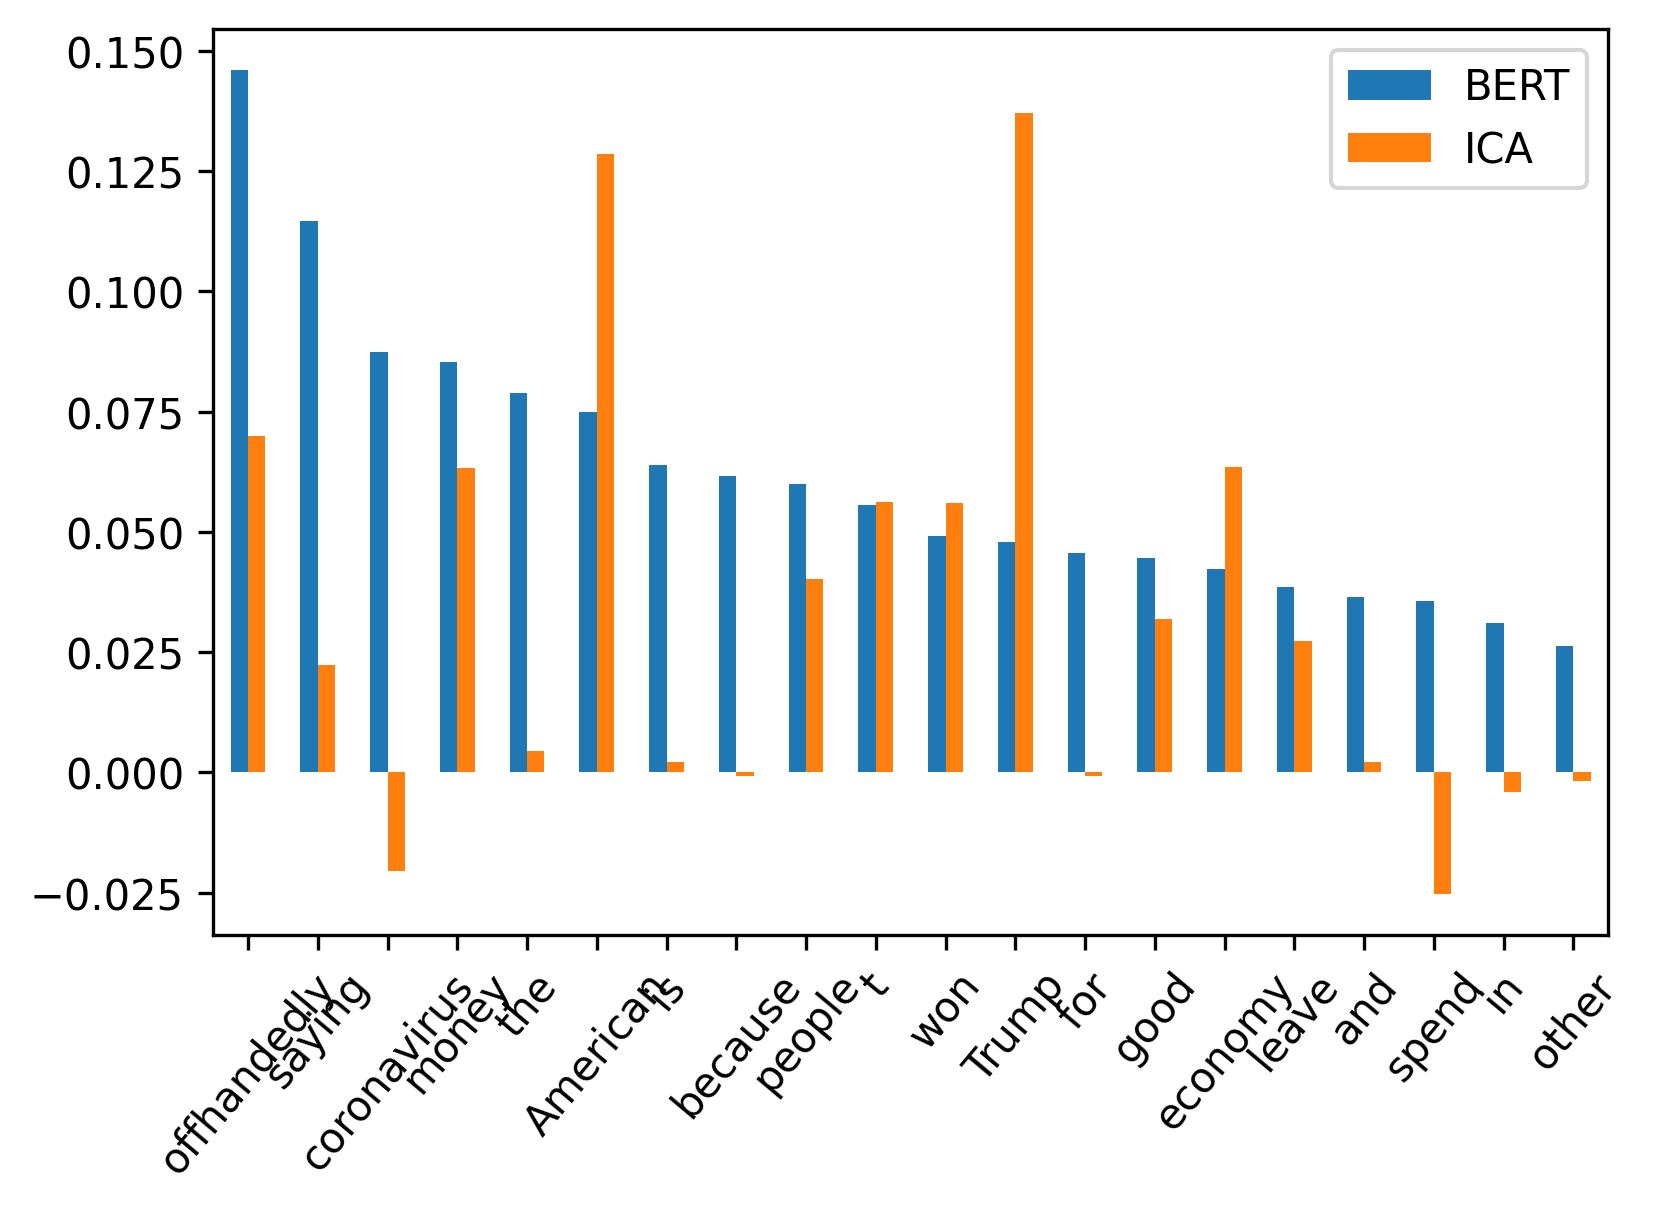 0.150
0.125
0.100
0.075
0.050
0.025
0.000
−0.025
BERT
ICA
offhandedly
saying
coronavirus
money
the
American
is
because
people
t
won
Trump
for
good
economy
leave
and
spend
in
other